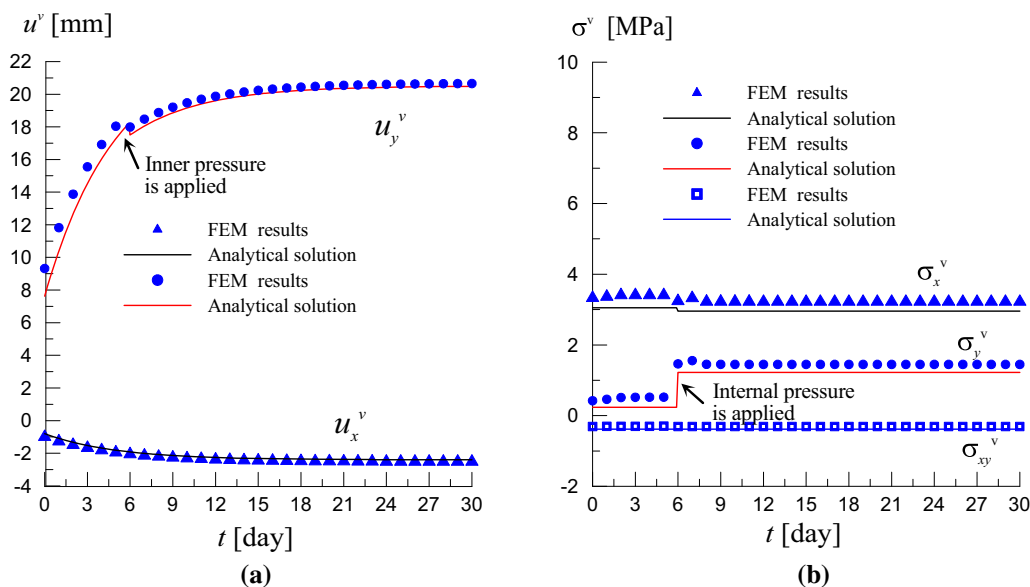 u^v [mm]
22
20
18
16
14
12
10
8
6
4
2
0
-2
-4
u_y^v
Inner pressure
is applied
FEM results
Analytical solution
FEM results
Analytical solution
u_x^v
0 3 6 9 12 15 18 21 24 27 30
t [day]
(a)
σ^v [MPa]
10
8
6
4
2
0
-2
FEM results
Analytical solution
FEM results
Analytical solution
FEM results
Analytical solution
σ_x^v
σ_y^v
Internal pressure
is applied
σ_xy^v
0 3 6 9 12 15 18 21 24 27 30
t [day]
(b)